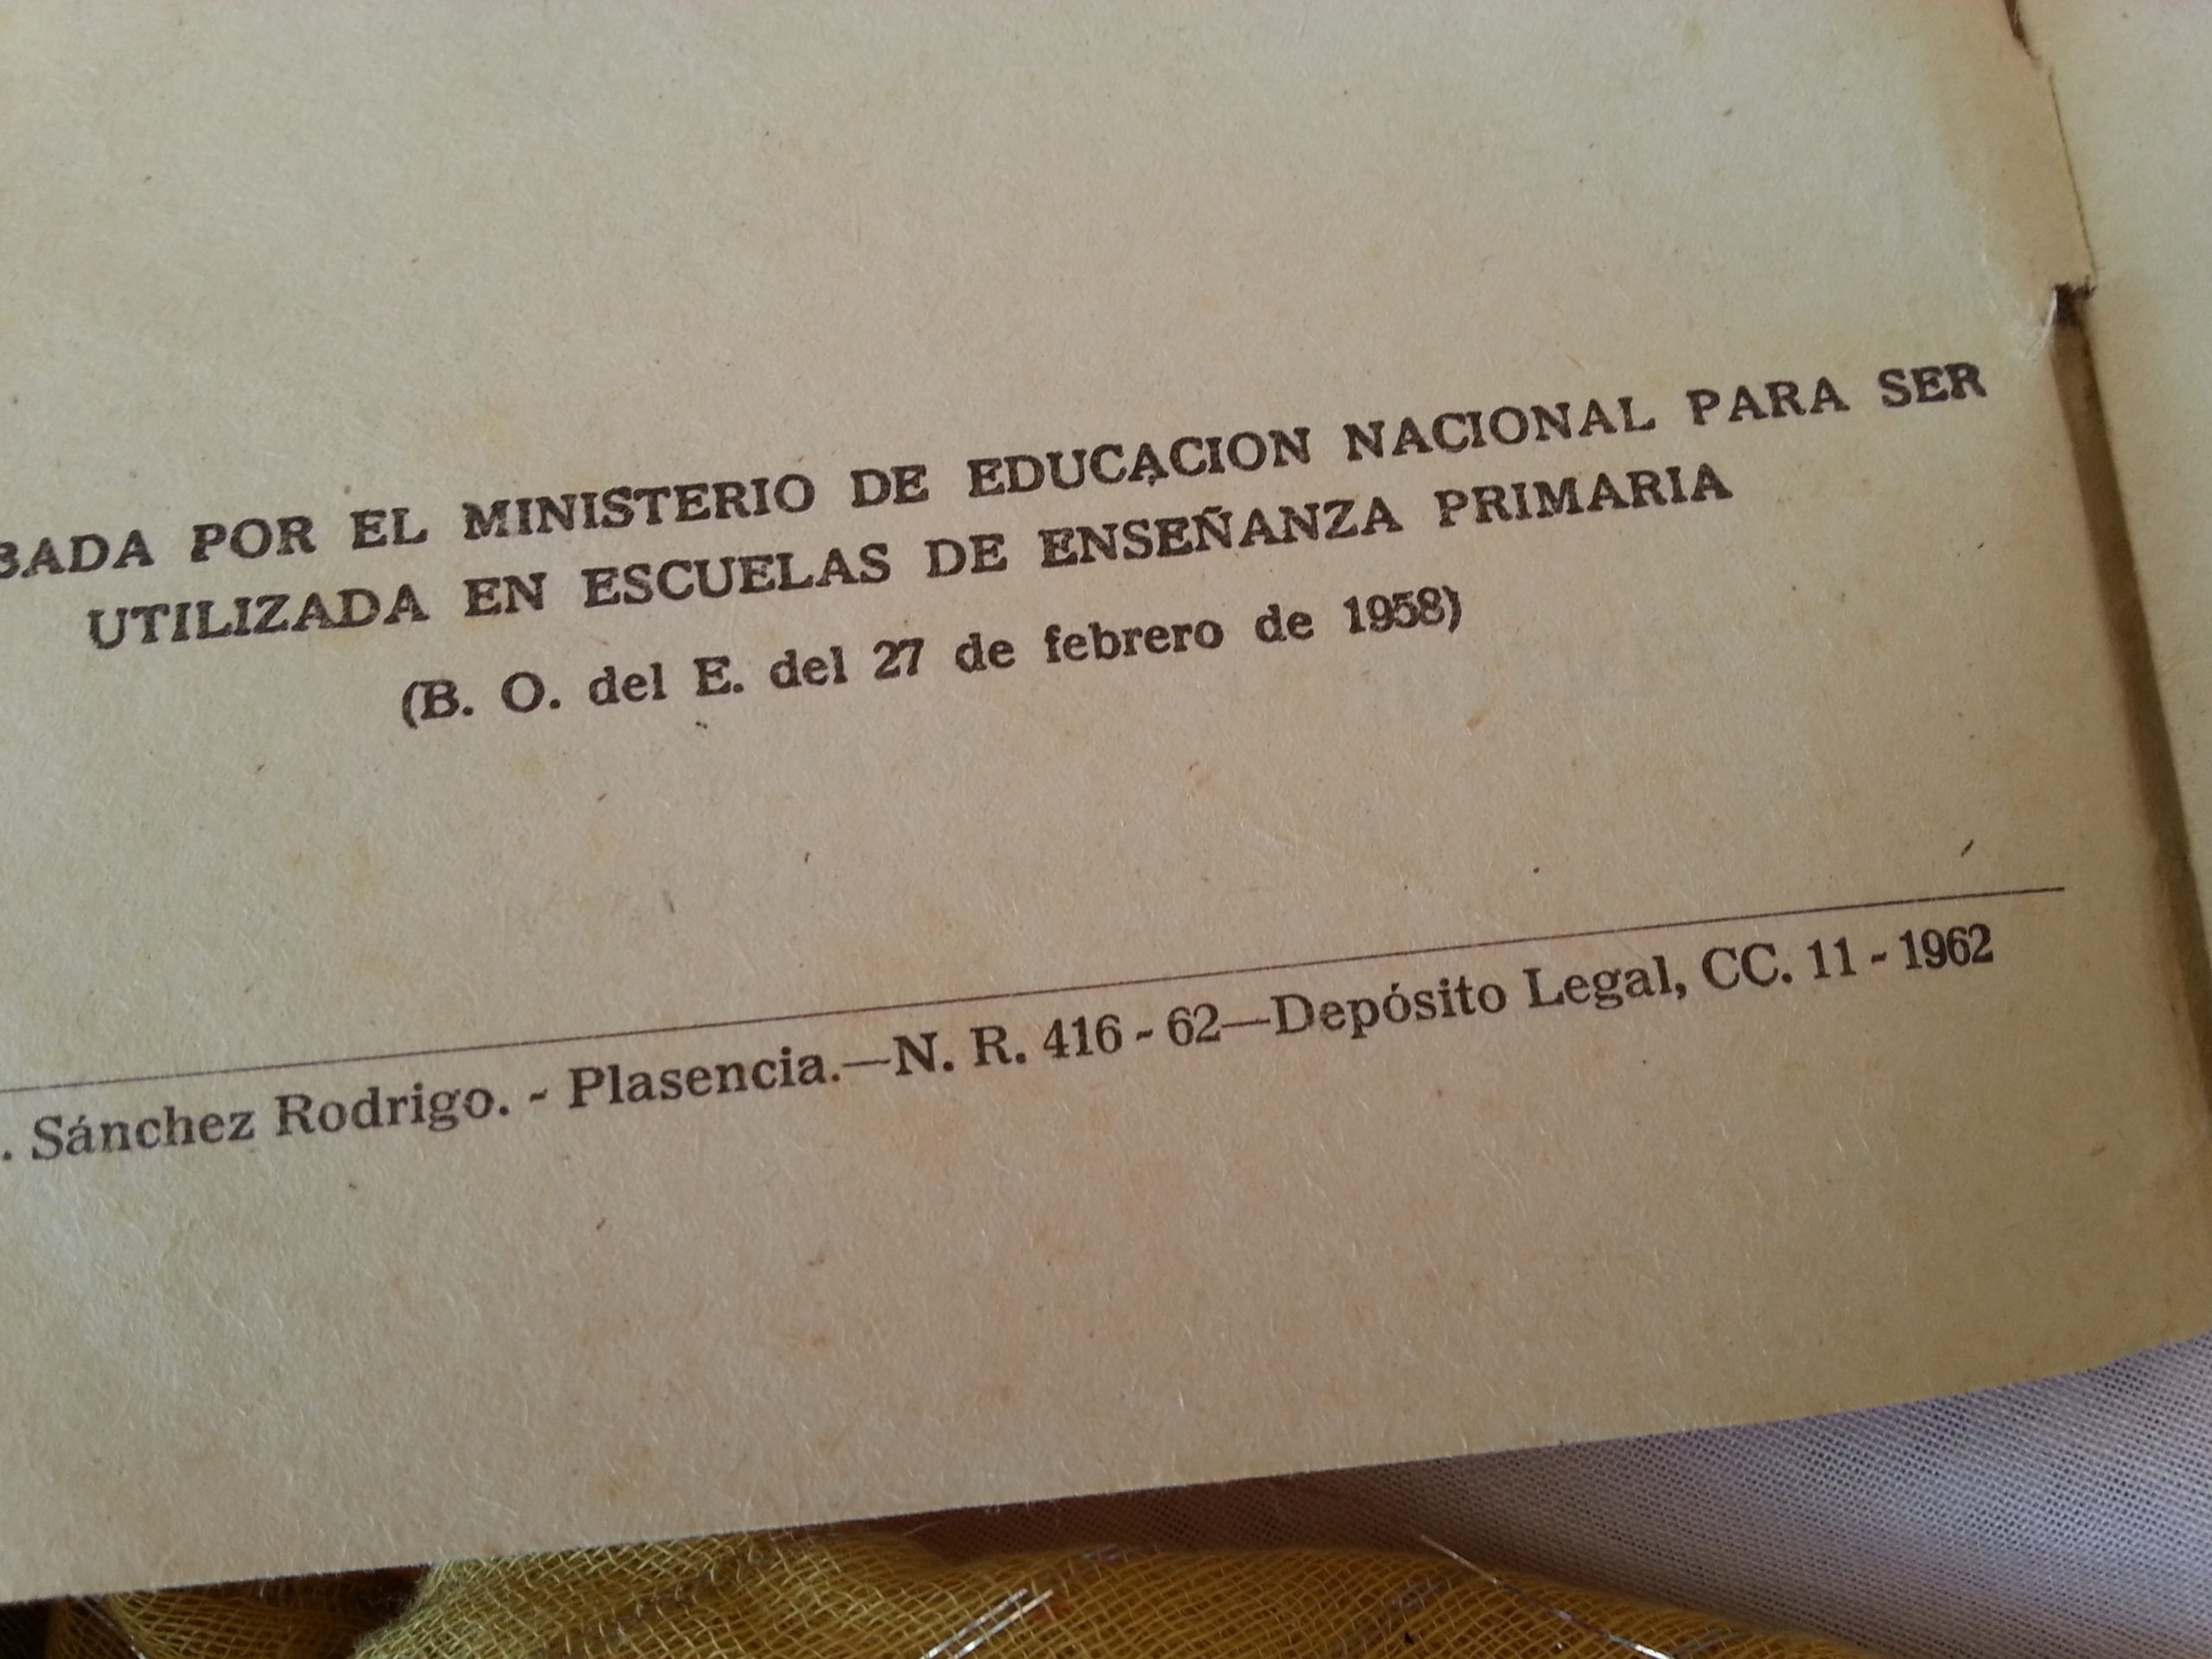 BADA POR EL MINISTERIO DE EDUCACION NACIONAL PARA SER
UTILIZADA EN ESCUELAS DE ENSEÑANZA PRIMARIA
(B. O. del E. del 27 de febrero de 1958)
. Sánchez Rodrigo. - Plasencia.—N. R. 416 - 62—Depósito Legal, CC. 11 - 1962